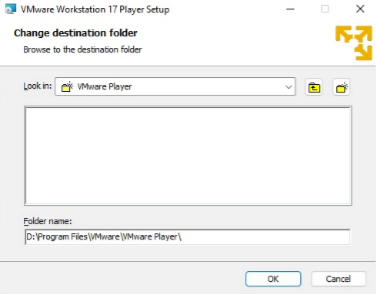 VMware Workstation 17 Player Setup
Change destination folder
Browse to the destination folder
Look in: VMware Player
Folder name:
D:\Program Files\VMware\VMware Player\
OK Cancel